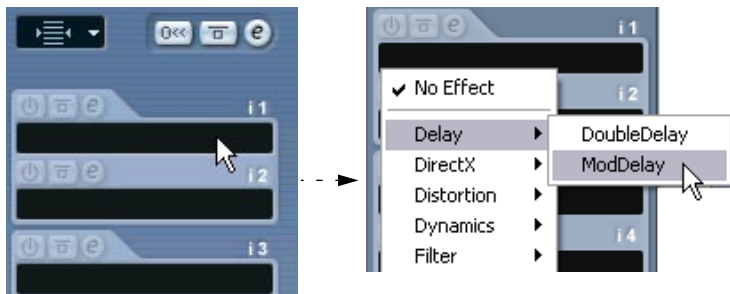 0<<
e
e
i 1
e
i 2
e
i 3
e
i 1
✓ No Effect
i 2
Delay
DoubleDelay
DirectX
ModDelay
Distortion
Dynamics
i 4
Filter